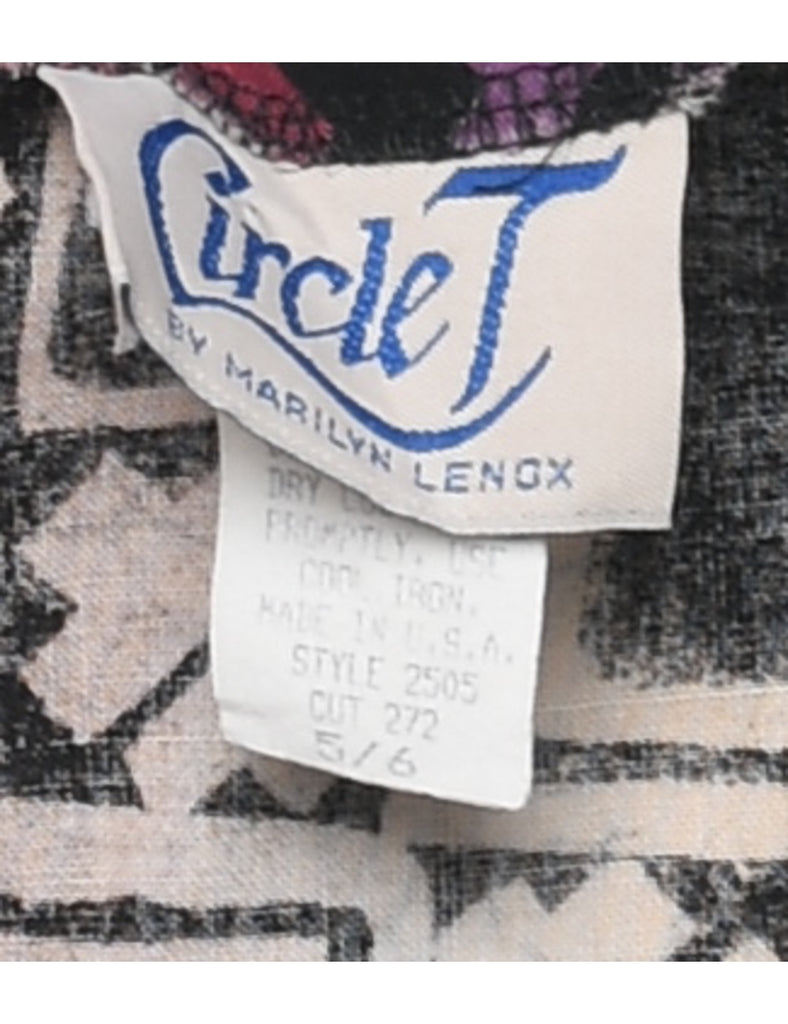 Circle T
BY MARILYN LENOX
DRY
PROMPTLY. USE
COOL IRON.
MADE IN U.S.A.
STYLE 2505
CUT 272
5/6